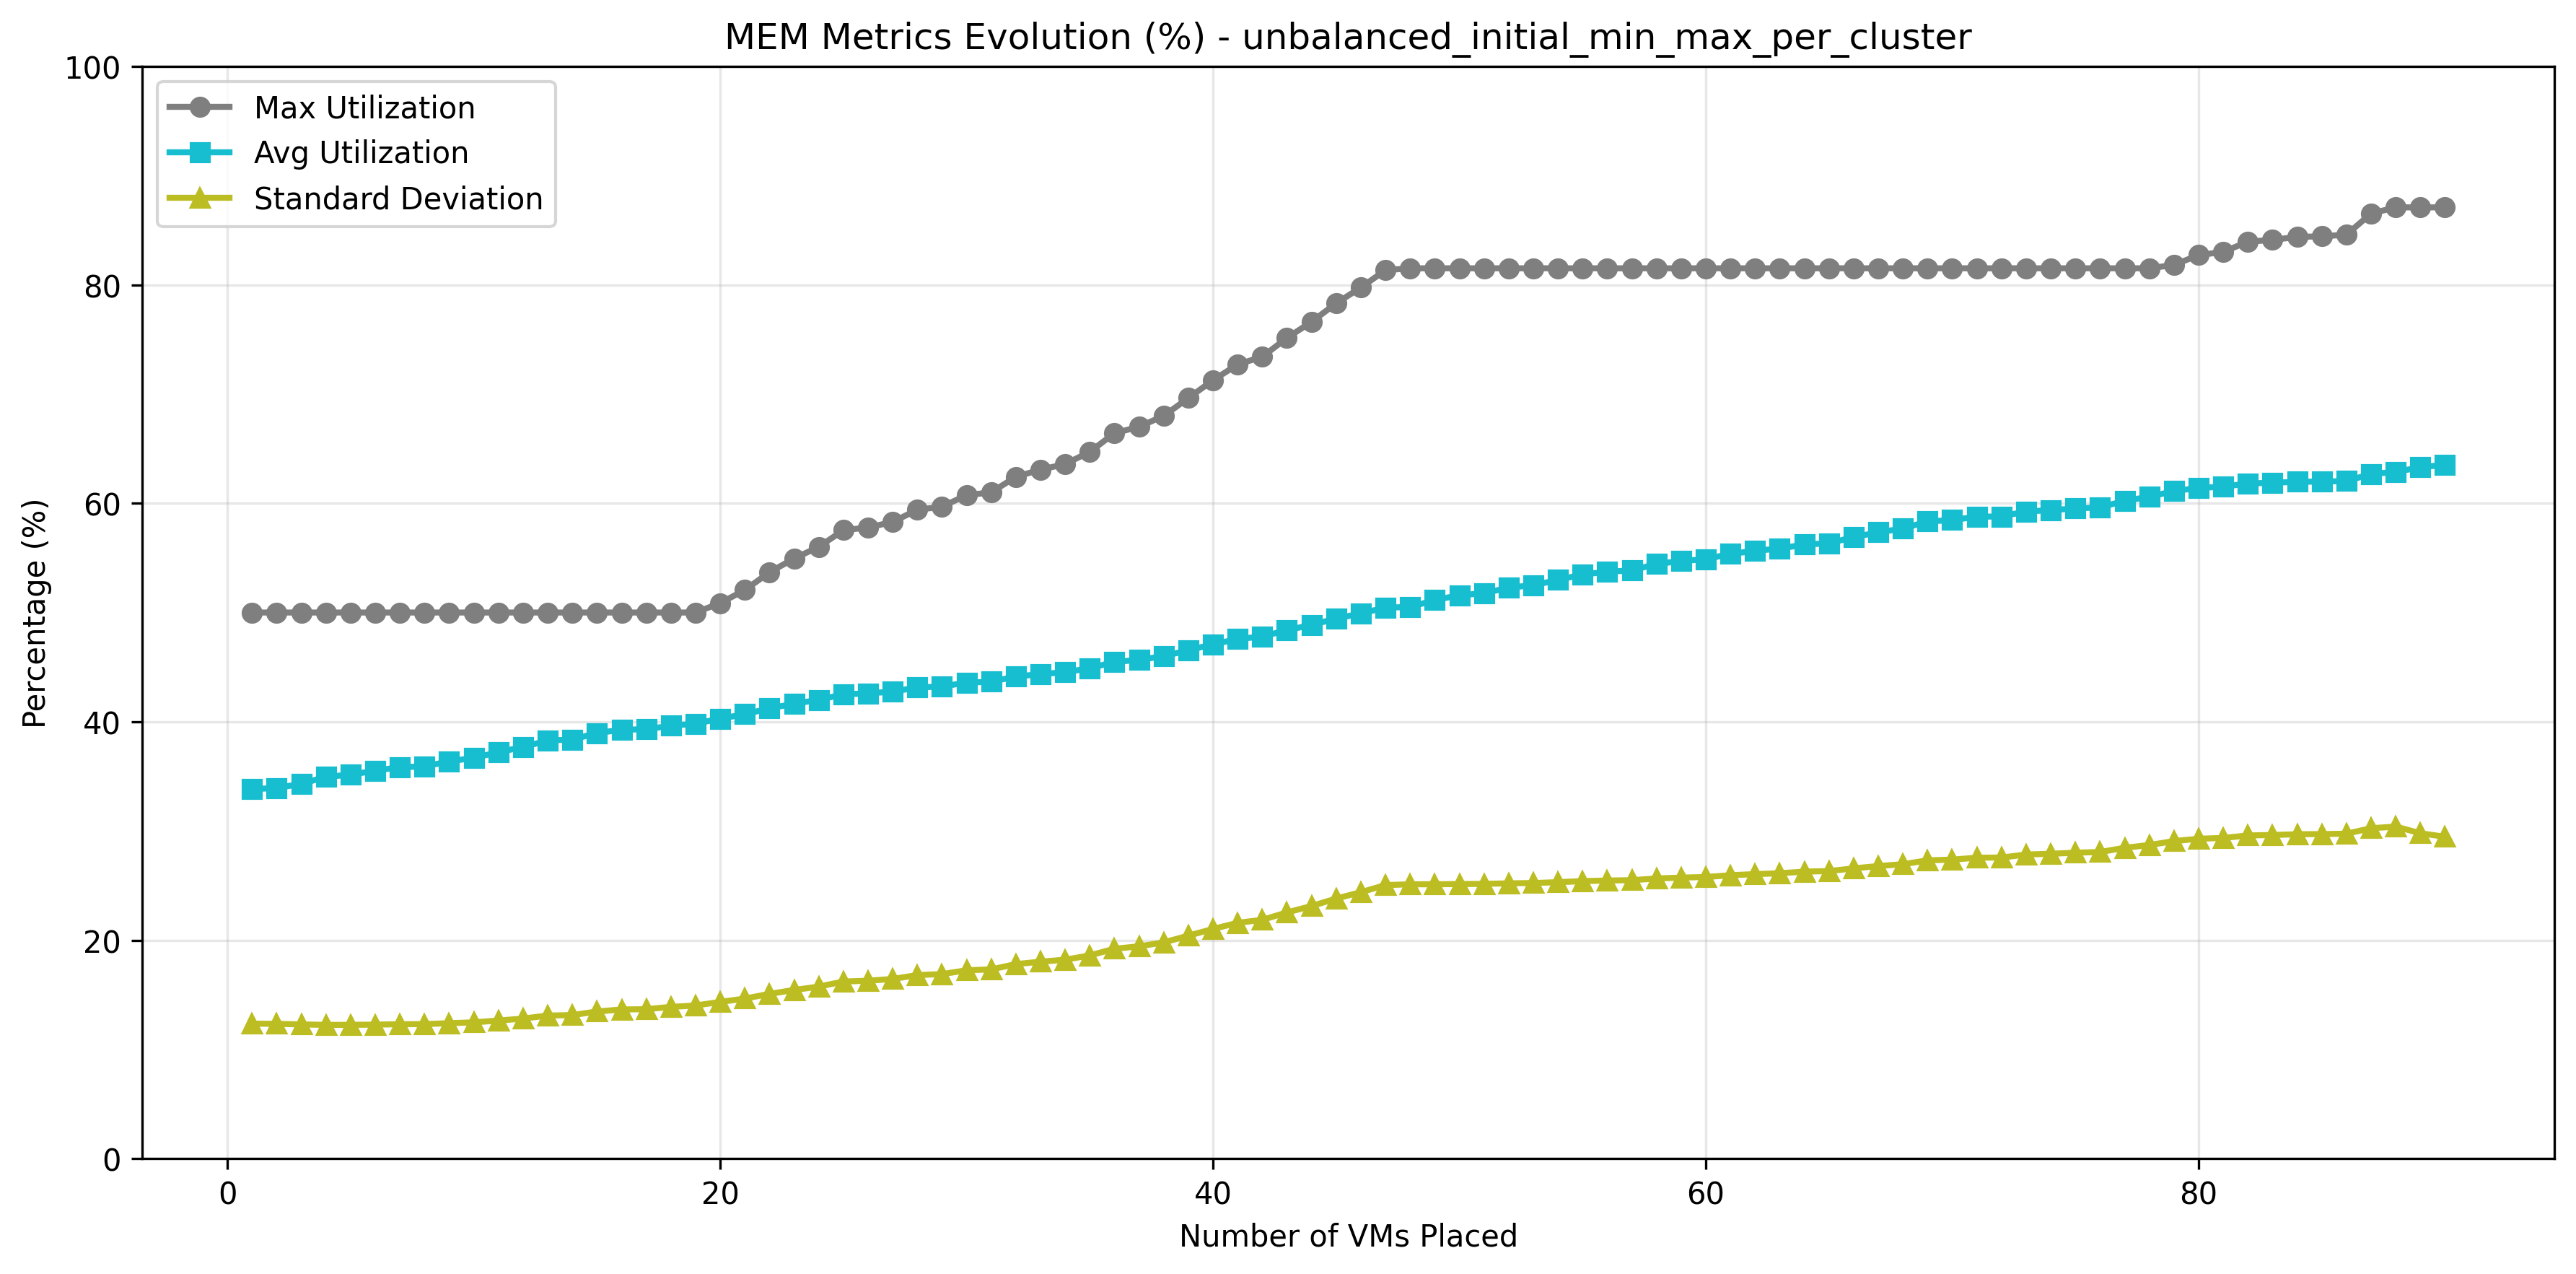 MEM Metrics Evolution (%) - unbalanced_initial_min_max_per_cluster
Max Utilization
Avg Utilization
Standard Deviation
Percentage (%)
100
80
60
40
20
0
0 20 40 60 80
Number of VMs Placed